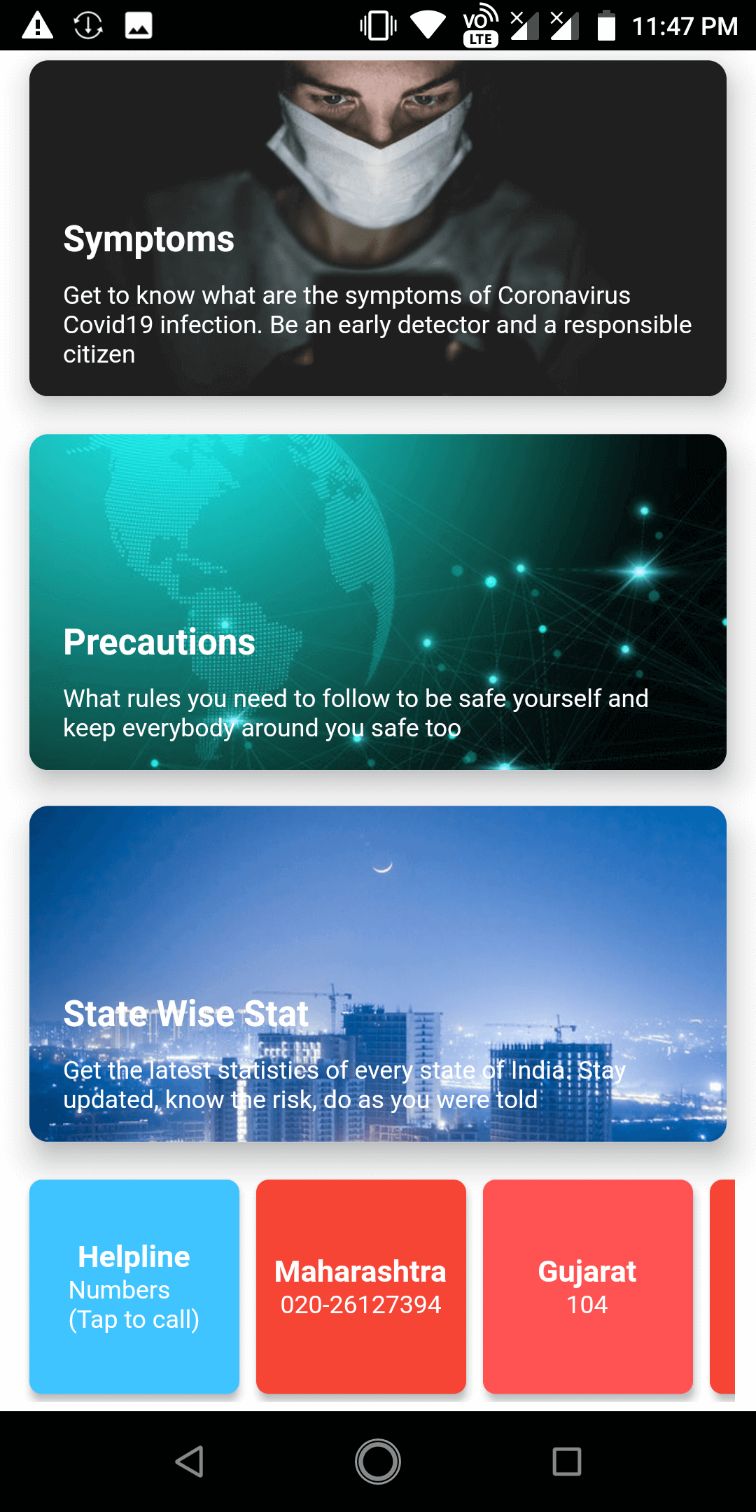 VO
LTE
11:47 PM
Symptoms
Get to know what are the symptoms of Coronavirus
Covid19 infection. Be an early detector and a responsible
citizen
Precautions
What rules you need to follow to be safe yourself and
keep everybody around you safe too
State Wise Stat
Get the latest statistics of every state of India. Stay
updated, know the risk, do as you were told
Helpline
Numbers
(Tap to call)
Maharashtra
020-26127394
Gujarat
104